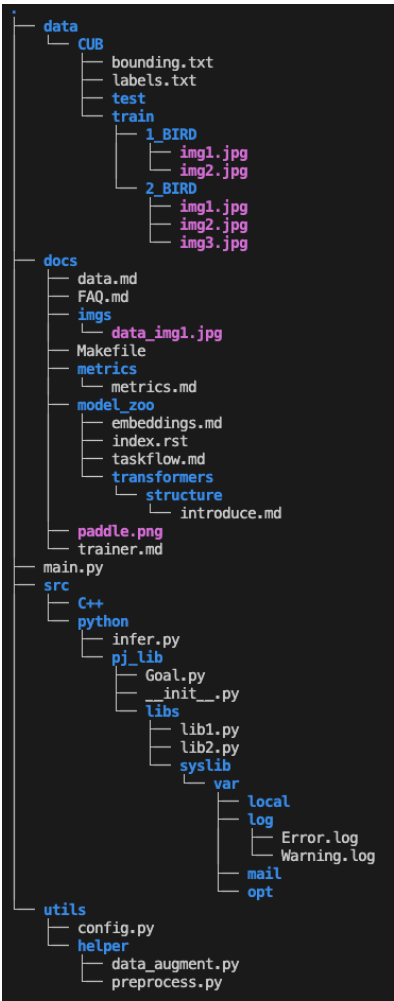 .
├── data
│   └── CUB
│       ├── bounding.txt
│       ├── labels.txt
│       ├── test
│       └── train
│           ├── 1_BIRD
│           │   ├── img1.jpg
│           │   └── img2.jpg
│           └── 2_BIRD
│               ├── img1.jpg
│               ├── img2.jpg
│               └── img3.jpg
├── docs
│   ├── data.md
│   ├── FAQ.md
│   ├── imgs
│   │   └── data_img1.jpg
│   ├── Makefile
│   ├── metrics
│   │   └── metrics.md
│   ├── model_zoo
│   │   ├── embeddings.md
│   │   ├── index.rst
│   │   ├── taskflow.md
│   │   └── transformers
│   │       └── structure
│   │           └── introduce.md
│   ├── paddle.png
│   └── trainer.md
├── main.py
├── src
│   ├── C++
│   └── python
│       ├── infer.py
│       └── pj_lib
│           ├── Goal.py
│           ├── __init__.py
│           └── libs
│               ├── lib1.py
│               ├── lib2.py
│               └── syslib
│                   └── var
│                       ├── local
│                       ├── log
│                       │   ├── Error.log
│                       │   └── Warning.log
│                       ├── mail
│                       └── opt
└── utils
    ├── config.py
    └── helper
        ├── data_augment.py
        └── preprocess.py